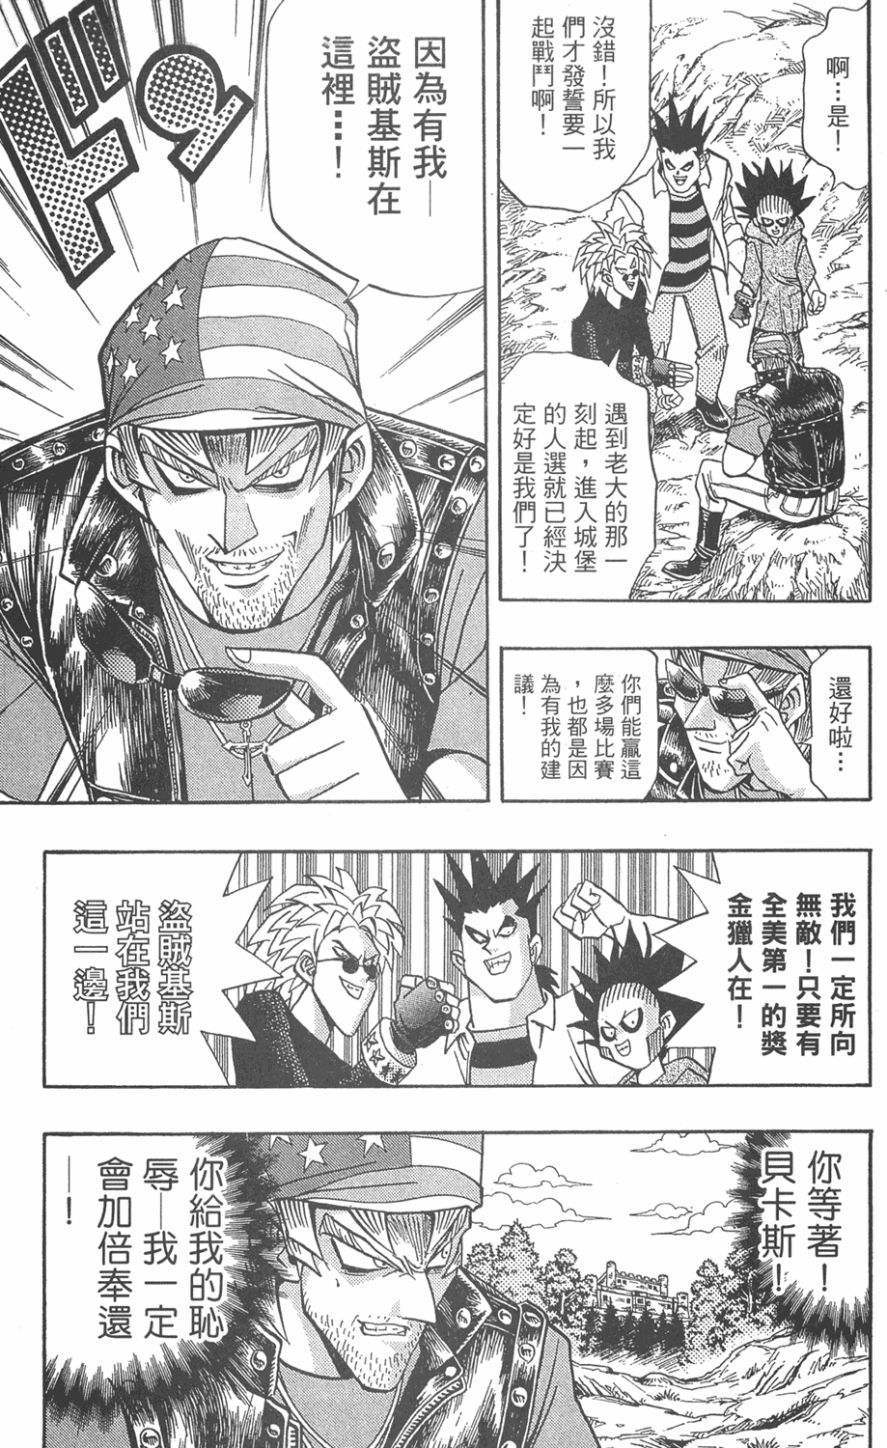 啊…是！
沒錯！所以我
們才發誓要一
起戰鬥啊！
遇到老大的那一
刻起，進入城堡
的人選就已經決
定好是我們了！
還好啦…
你們能贏這
麼多場比賽
，也都是因
為有我的建
議！
因為有我—
盜賊基斯在
這裡…！
ドン
我們一定所向
無敵！只要有
全美第一的獎
金獵人在！
盜賊基斯
站在我們
這一邊！
你等著！
貝卡斯！
你給我的恥
辱—我一定
會加倍奉還
—！